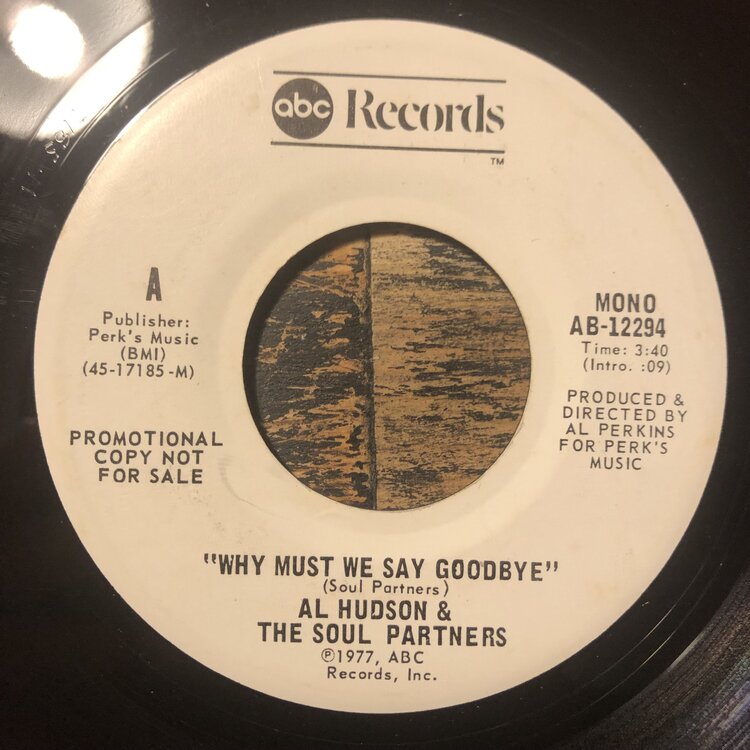 abc Records
TM
A
Publisher:
Perk's Music
(BMI)
(45-17185-M)
PROMOTIONAL
COPY NOT
FOR SALE
MONO
AB-12294
Time: 3:40
(Intro. :09)
PRODUCED &
DIRECTED BY
AL PERKINS
FOR PERK'S
MUSIC
"WHY MUST WE SAY GOODBYE"
(Soul Partners)
AL HUDSON &
THE SOUL PARTNERS
℗1977, ABC
Records, Inc.